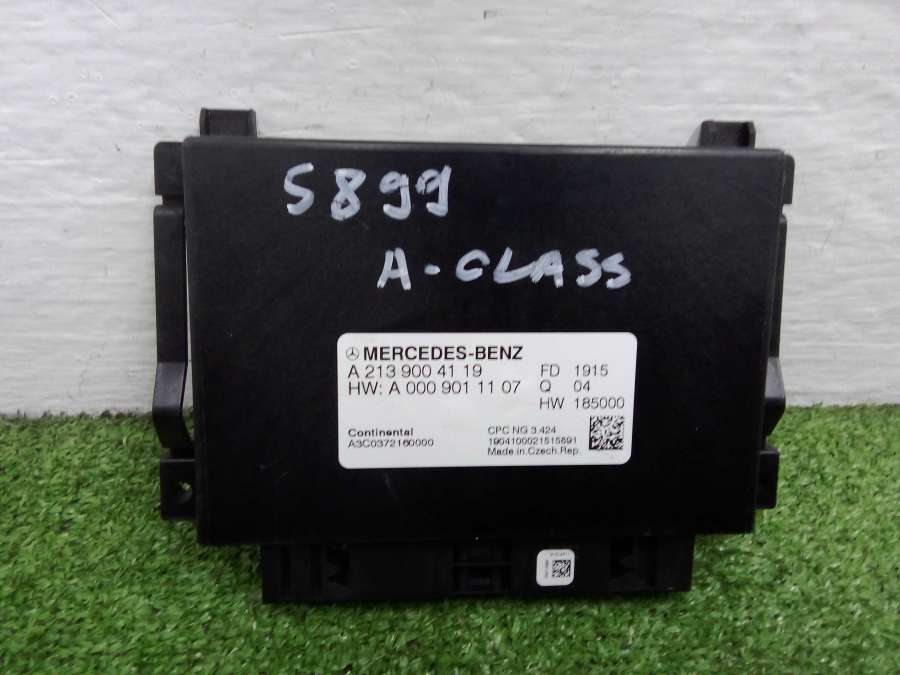 S899
A-CLASS
MERCEDES-BENZ
A 213 900 41 19 FD 1915
HW: A 000 901 11 07 Q 04
HW 185000
Continental CPC NG 3.424
A3C0372160000 1904100021515891
Made.in.Czech.Rep.